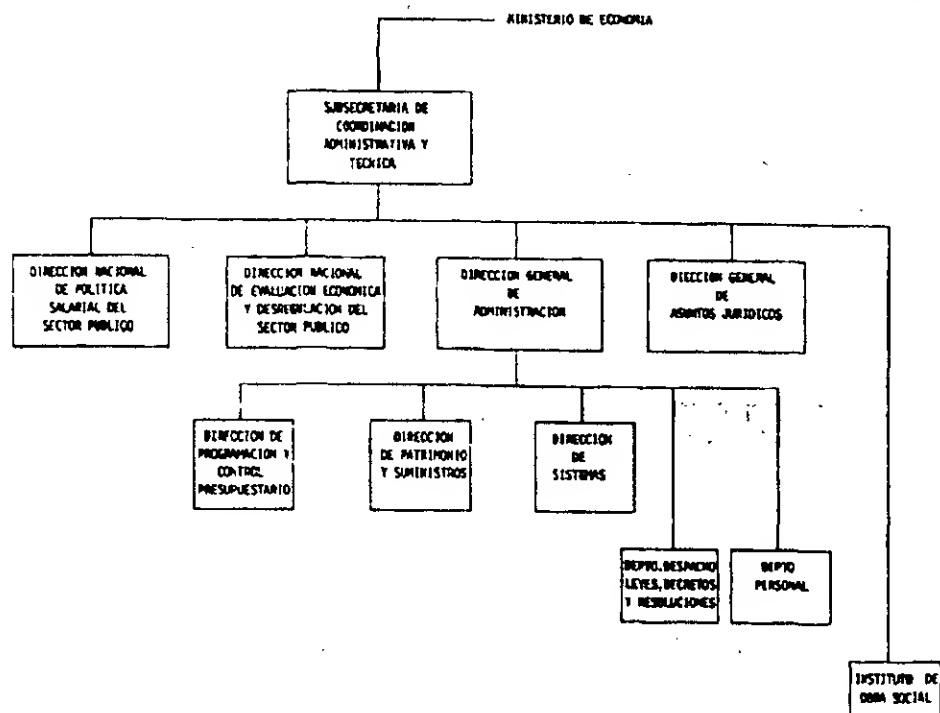 MINISTERIO DE ECONOMIA
SUBSECRETARIA DE
COORDINACION
ADMINISTRATIVA Y
TECNICA
DIRECCION NACIONAL
DE POLITICA
SALARIAL DEL
SECTOR PUBLICO
DIRECCION NACIONAL
DE EVALUACION ECONOMICA
Y DESREGULACION DEL
SECTOR PUBLICO
DIRECCION GENERAL
DE
ADMINISTRACION
DIECCION GENERAL
DE
ASUNTOS JURIDICOS
DIRECCION DE
PROGRAMACION Y
CONTROL
PRESUPUESTARIO
DIRECCION
DE PATRIMONIO
Y SUMINISTROS
DIRECCION
DE
SISTEMAS
DEPTO.DESPACHO
LEYES,DECRETOS
Y RESOLUCIONES
DEPTO
PERSONAL
INSTITUTO DE
OBRA SOCIAL